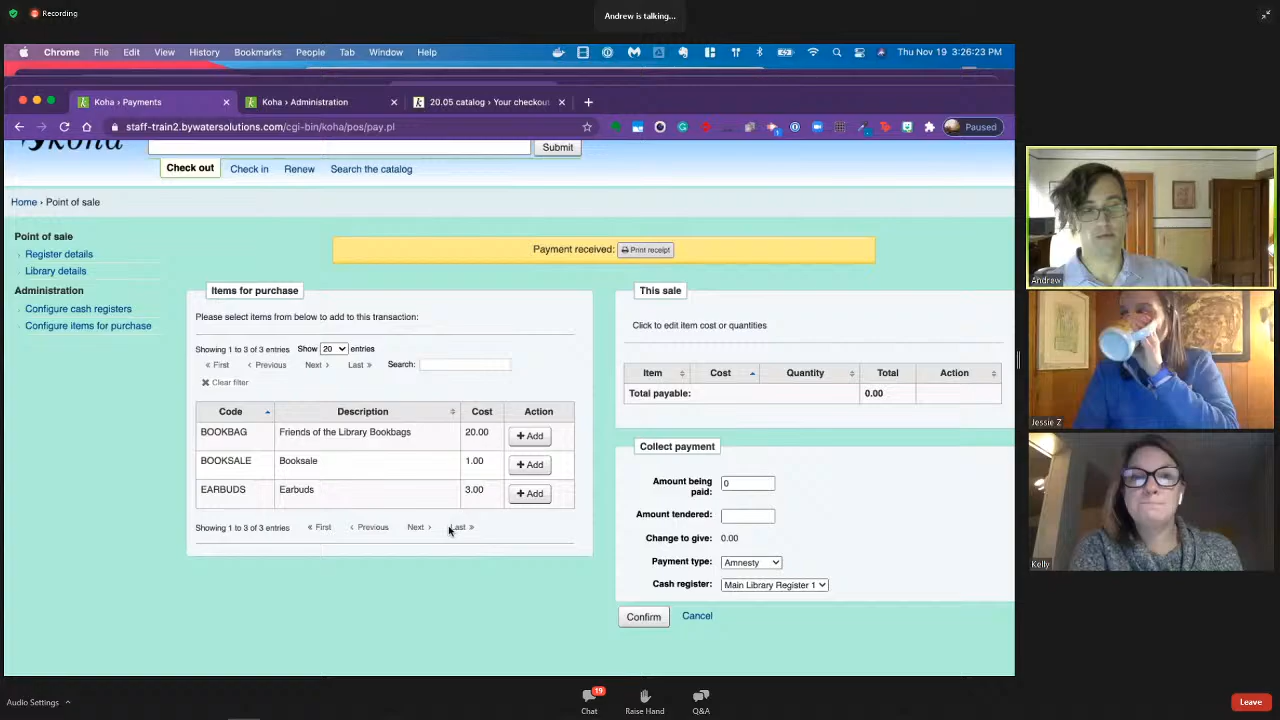 Recording
Andrew is talking...
Chrome File Edit View History Bookmarks People Tab Window Help Thu Nov 19 3:26:23 PM
Koha › Payments × Koha › Administration × 20.05 catalog › Your checkout ×
staff-train2.bywatersolutions.com/cgi-bin/koha/pos/pay.pl Paused
koha Submit
Check out Check in Renew Search the catalog
Home › Point of sale
Point of sale
› Register details
› Library details
Administration
› Configure cash registers
› Configure items for purchase
Payment received: Print receipt
Items for purchase
Please select items from below to add to this transaction:
Showing 1 to 3 of 3 entries Show 20 entries
« First ‹ Previous Next › Last » Search:
× Clear filter
Code Description Cost Action
BOOKBAG Friends of the Library Bookbags 20.00 + Add
BOOKSALE Booksale 1.00 + Add
EARBUDS Earbuds 3.00 + Add
Showing 1 to 3 of 3 entries « First ‹ Previous Next › Last »
This sale
Click to edit item cost or quantities
Item Cost Quantity Total Action
Total payable: 0.00
Collect payment
Amount being
paid: 0
Amount tendered:
Change to give: 0.00
Payment type: Amnesty
Cash register: Main Library Register 1
Confirm Cancel
Andrew
Jessie Z
Kelly
Audio Settings ^
19
Chat Raise Hand Q&A
Leave